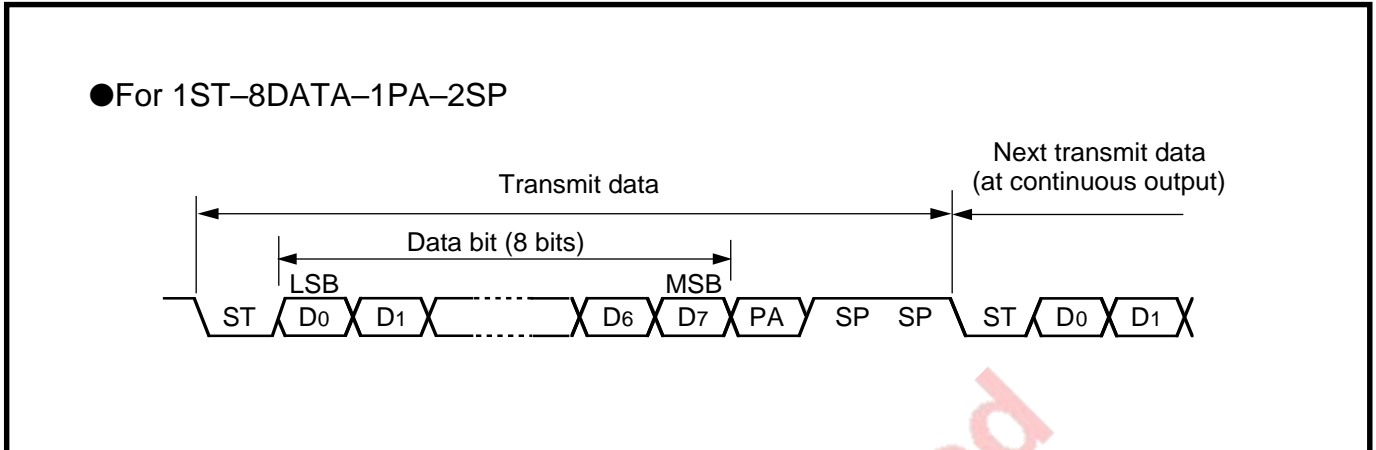 ●For 1ST–8DATA–1PA–2SP
Next transmit data
(at continuous output)
Transmit data
Data bit (8 bits)
LSB MSB
ST D0 D1 D6 D7 PA SP SP ST D0 D1